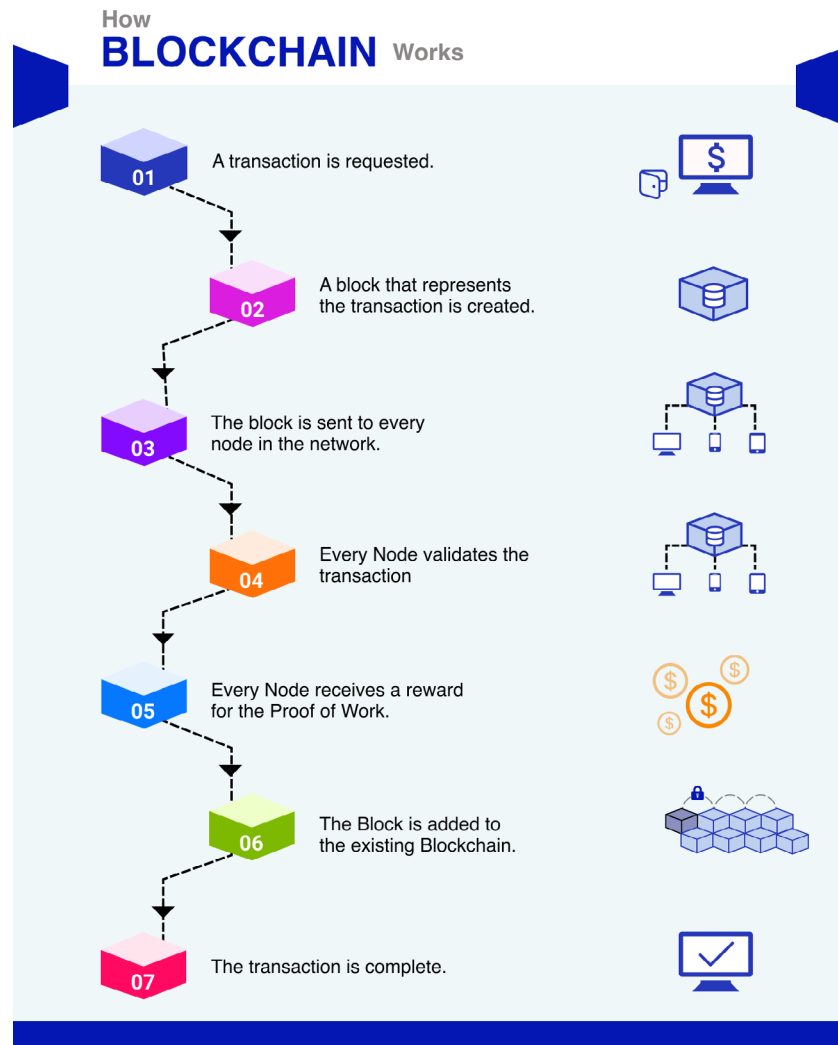 How
BLOCKCHAIN Works
01
A transaction is requested.
$
02
A block that represents
the transaction is created.
03
The block is sent to every
node in the network.
04
Every Node validates the
transaction
05
Every Node receives a reward
for the Proof of Work.
$ $ $ $
06
The Block is added to
the existing Blockchain.
07
The transaction is complete.